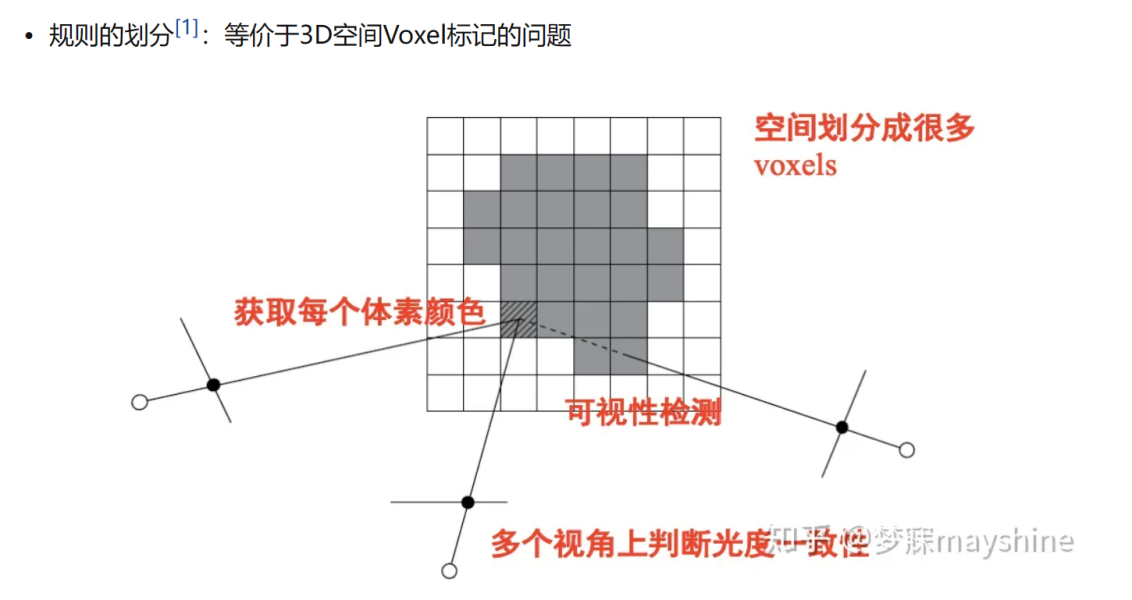 • 规则的划分[1]：等价于3D空间Voxel标记的问题
空间划分成很多
voxels
获取每个体素颜色
可视性检测
多个视角上判断光度一致性
知乎 @梦寐mayshine